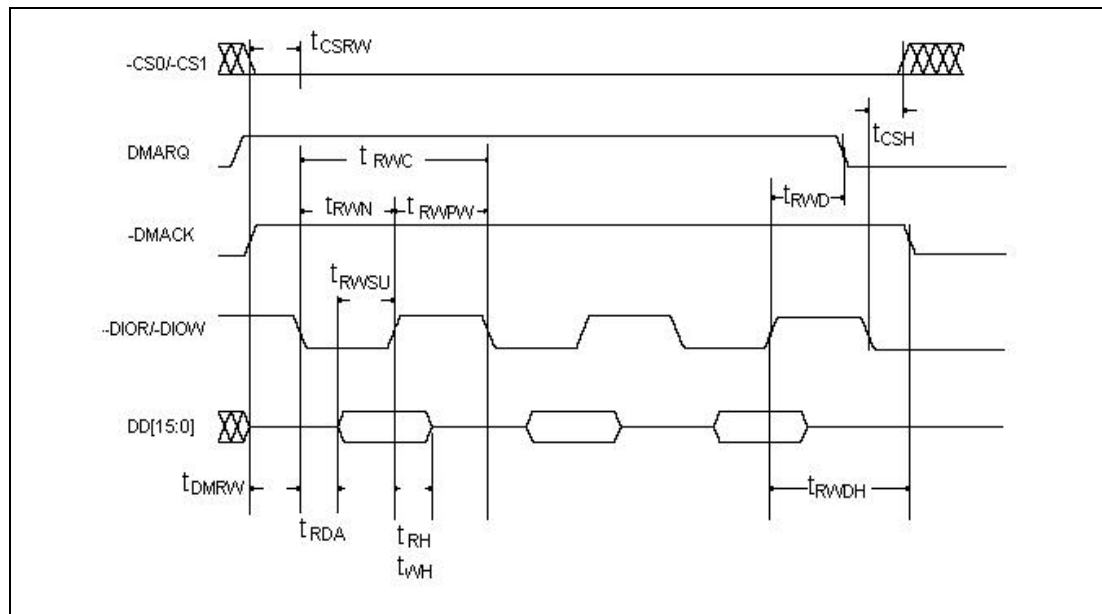 tCSRW
-CS0/-CS1
tCSH
DMARQ
tRWC
tRWD
tRWN
tRWPW
-DMACK
tRWSU
-DIOR/-DIOW
DD[15:0]
tDMRW
tRWDH
tRDA
tRH
tWH